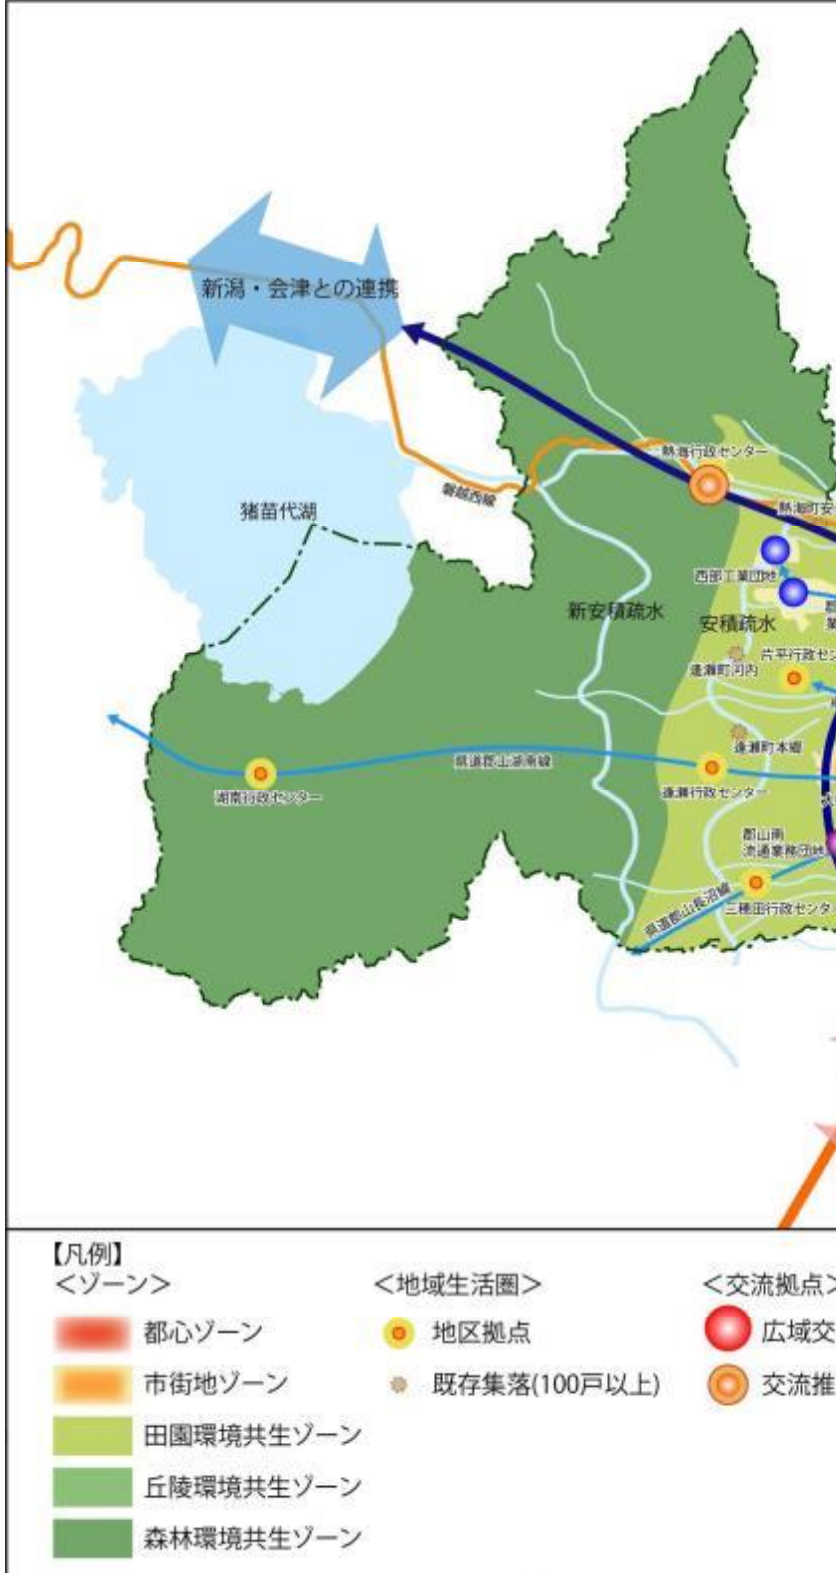 新潟・会津との連携
熱海行政センター
磐越西線
熱海町安
猪苗代湖
西部工業団地
新安積疏水
安積疏水
片平行政セン
逢瀬町河内
逢瀬町本郷
県道郡山湖南線
湖南行政センター
逢瀬行政センター
郡山南
流通業務団地
県道郡山長沼線
三穂田行政センタ
【凡例】
＜ゾーン＞
都心ゾーン
市街地ゾーン
田園環境共生ゾーン
丘陵環境共生ゾーン
森林環境共生ゾーン
＜地域生活圏＞
地区拠点
既存集落(100戸以上)
＜交流拠点＞
広域交
交流推